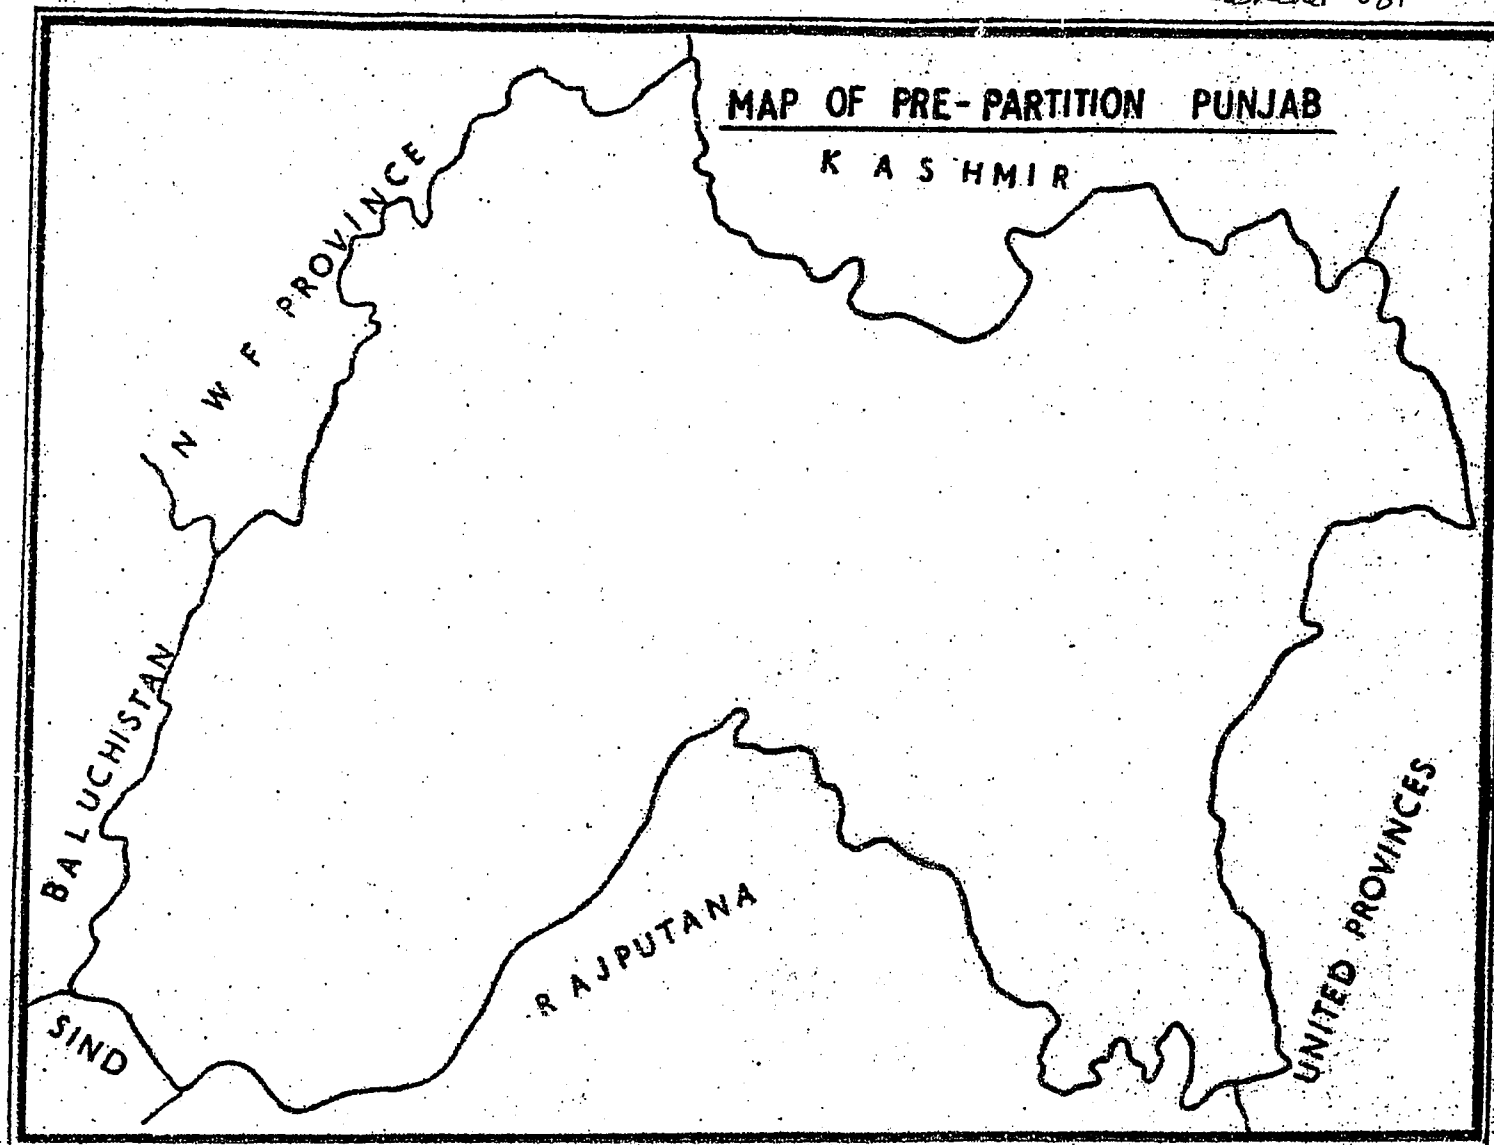 MAP OF PRE-PARTITION PUNJAB
KASHMIR
N W F PROVINCE
BALUCHISTAN
SIND
RAJPUTANA
UNITED PROVINCES